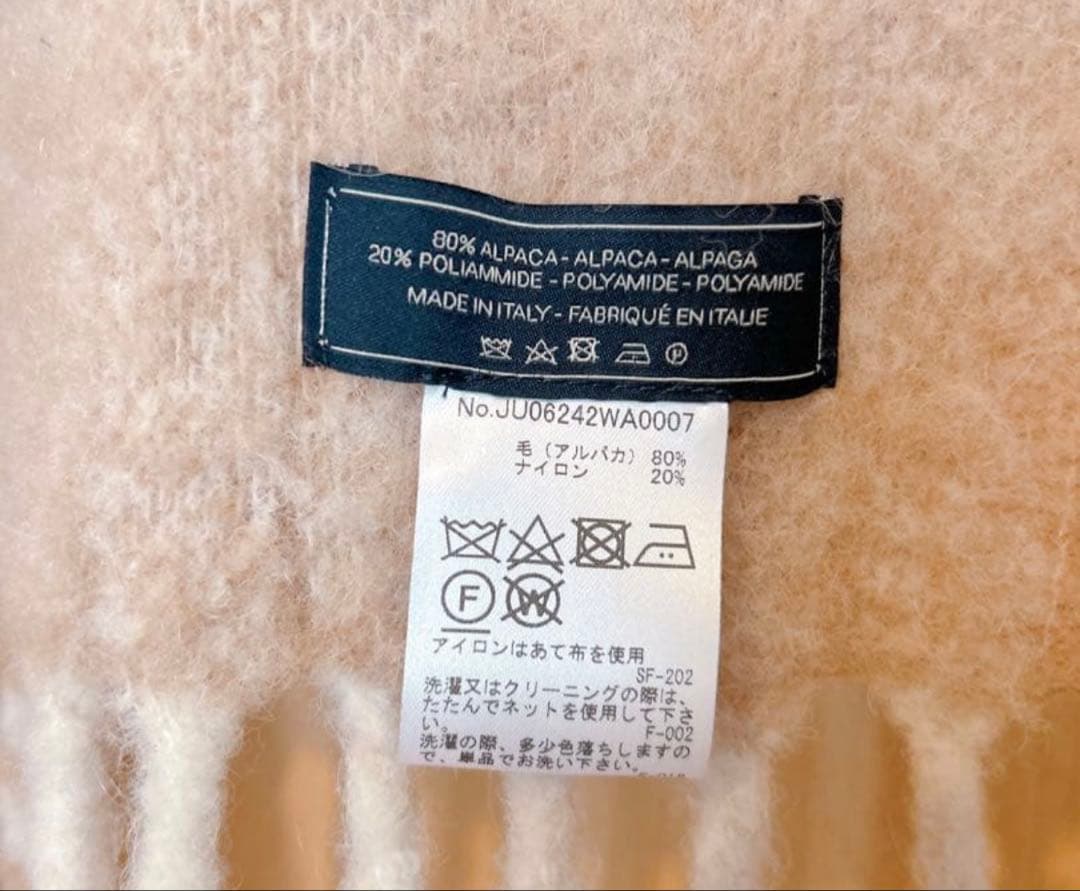 80% ALPACA - ALPACA - ALPAGA
20% POLIAMMIDE - POLYAMIDE - POLYAMIDE
MADE IN ITALY - FABRIQUÉ EN ITALIE
P
No.JU06242WA0007
毛（アルパカ） 80%
ナイロン 20%
F W
アイロンはあて布を使用
SF-202
洗濯又はクリーニングの際は、
たたんでネットを使用して下さ
い。
F-002
洗濯の際、多少色落ちしますの
で、単品でお洗い下さい。